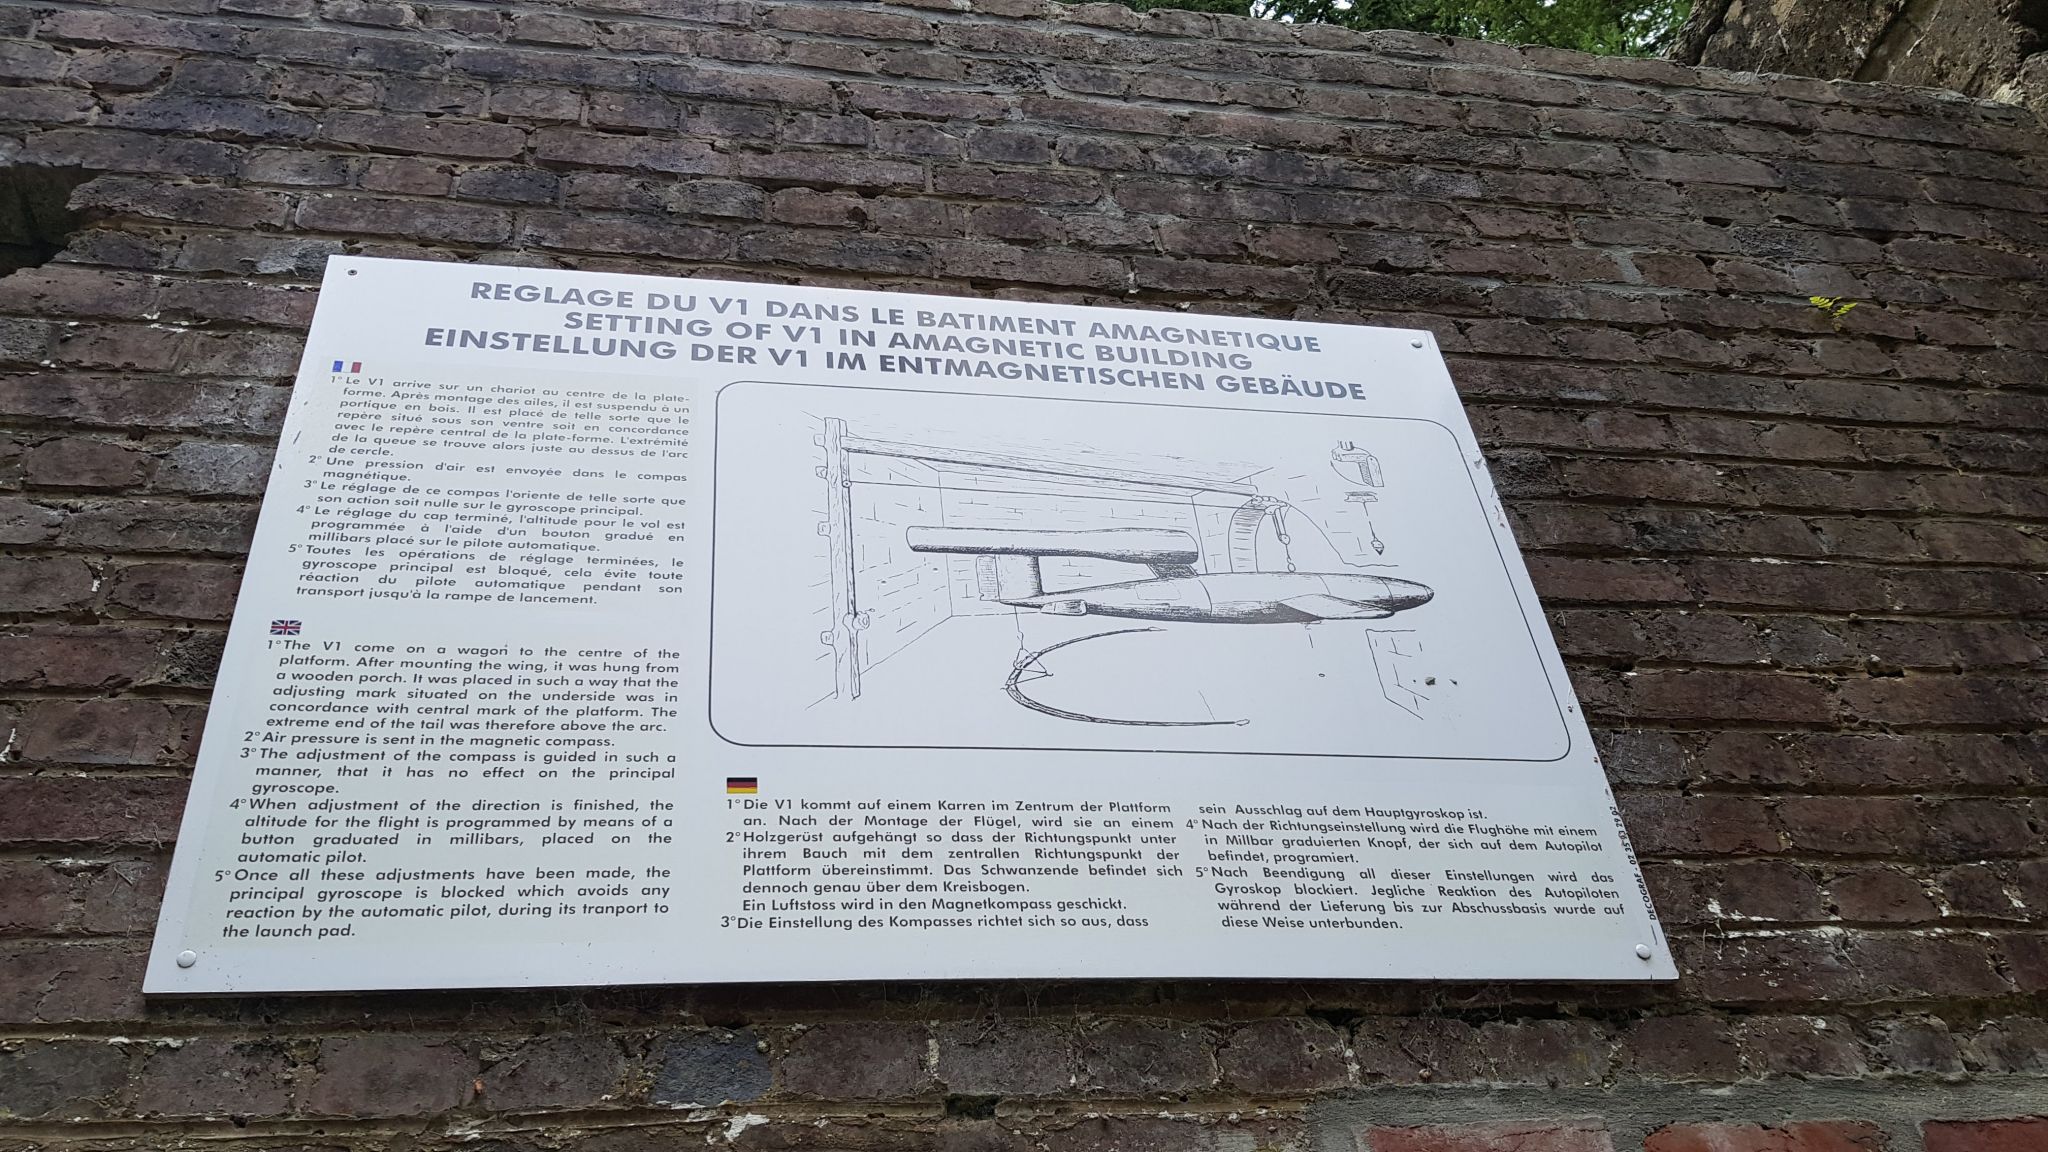 REGLAGE DU V1 DANS LE BATIMENT AMAGNETIQUE
SETTING OF V1 IN AMAGNETIC BUILDING
EINSTELLUNG DER V1 IM ENTMAGNETISCHEN GEBÄUDE
1° Le V1 arrive sur un chariot au centre de la plate-
forme. Après montage des ailes, il est suspendu à un
portique en bois. Il est placé de telle sorte que le
repère situé sous son ventre soit en concordance
avec le repère central de la plate-forme. L'extrémité
de la queue se trouve alors juste au dessus de l'arc
de cercle.
2° Une pression d'air est envoyée dans le compas
magnétique.
3° Le réglage de ce compas l'oriente de telle sorte que
son action soit nulle sur le gyroscope principal.
4° Le réglage du cap terminé, l'altitude pour le vol est
programmée à l'aide d'un bouton gradué en
millibars placé sur le pilote automatique.
5° Toutes les opérations de réglage terminées, le
gyroscope principal est bloqué, cela évite toute
réaction du pilote automatique pendant son
transport jusqu'à la rampe de lancement.
1° The V1 come on a wagon to the centre of the
platform. After mounting the wing, it was hung from
a wooden porch. It was placed in such a way that the
adjusting mark situated on the underside was in
concordance with central mark of the platform. The
extreme end of the tail was therefore above the arc.
2° Air pressure is sent in the magnetic compass.
3° The adjustment of the compass is guided in such a
manner, that it has no effect on the principal
gyroscope.
4° When adjustment of the direction is finished, the
altitude for the flight is programmed by means of a
button graduated in millibars, placed on the
automatic pilot.
5° Once all these adjustments have been made, the
principal gyroscope is blocked which avoids any
reaction by the automatic pilot, during its tranport to
the launch pad.
1° Die V1 kommt auf einem Karren im Zentrum der Plattform
an. Nach der Montage der Flügel, wird sie an einem
2° Holzgerüst aufgehängt so dass der Richtungspunkt unter
ihrem Bauch mit dem zentrallen Richtungspunkt der
Plattform übereinstimmt. Das Schwanzende befindet sich
dennoch genau über dem Kreisbogen.
Ein Luftstoss wird in den Magnetkompass geschickt.
3° Die Einstellung des Kompasses richtet sich so aus, dass
sein Ausschlag auf dem Hauptgyroskop ist.
4° Nach der Richtungseinstellung wird die Flughöhe mit einem
in Millbar graduierten Knopf, der sich auf dem Autopilot
befindet, programiert.
5° Nach Beendigung all dieser Einstellungen wird das
Gyroskop blockiert. Jegliche Reaktion des Autopiloten
während der Lieferung bis zur Abschussbasis wurde auf
diese Weise unterbunden.
DECOGRAF - 02 35 63 29 62